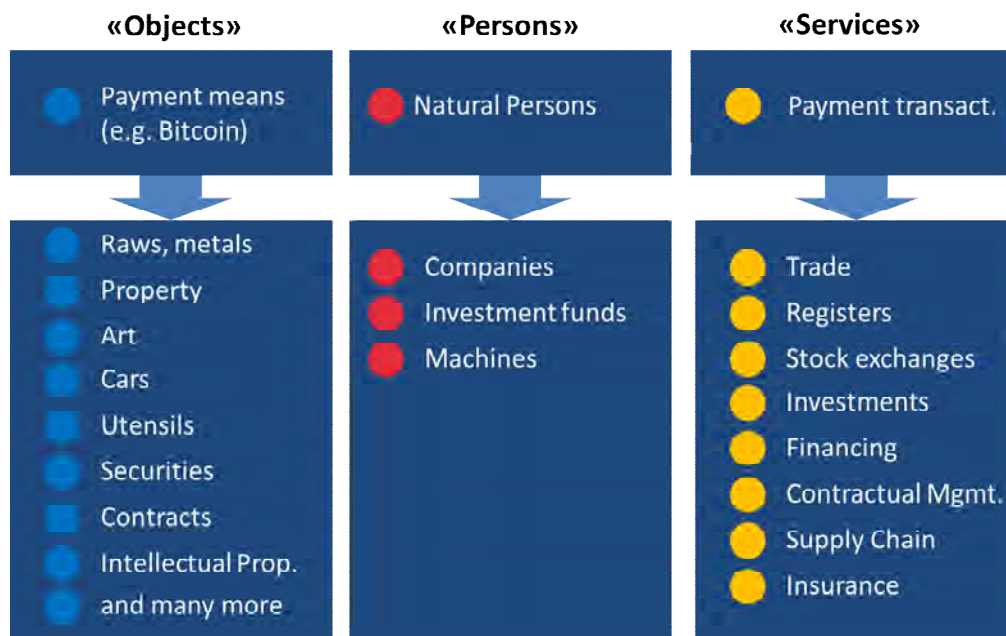 «Objects»
Payment means
(e.g. Bitcoin)
Raws, metals
Property
Art
Cars
Utensils
Securities
Contracts
Intellectual Prop.
and many more
«Persons»
Natural Persons
Companies
Investment funds
Machines
«Services»
Payment transact.
Trade
Registers
Stock exchanges
Investments
Financing
Contractual Mgmt.
Supply Chain
Insurance